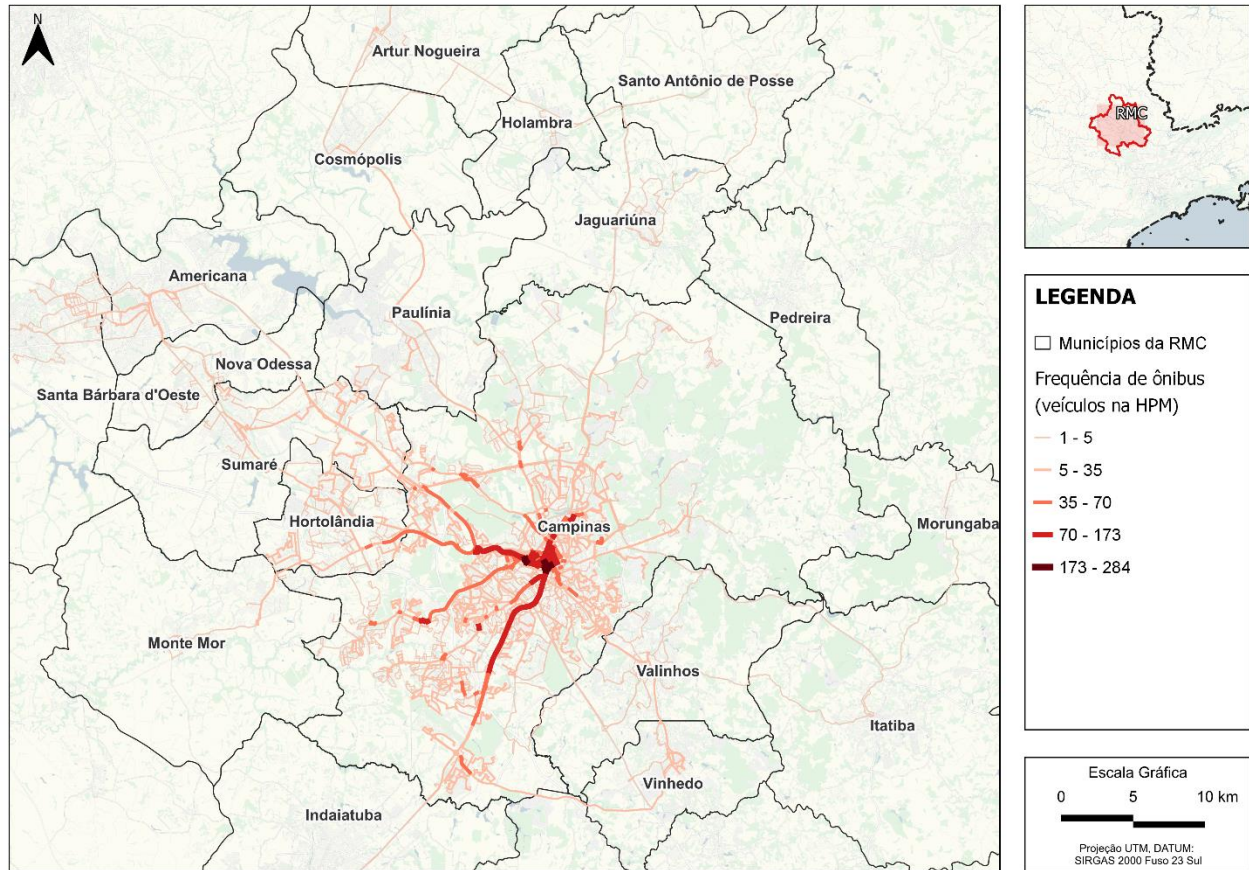 N
Artur Nogueira
Santo Antônio de Posse
Holambra
Cosmópolis
Jaguariúna
Americana
Paulínia
Pedreira
Nova Odessa
Santa Bárbara d'Oeste
Sumaré
Hortolândia
Campinas
Morungaba
Monte Mor
Valinhos
Itatiba
Vinhedo
Indaiatuba
RMC
LEGENDA
Municípios da RMC
Frequência de ônibus
(veículos na HPM)
1 - 5
5 - 35
35 - 70
70 - 173
173 - 284
Escala Gráfica
0 5 10 km
Projeção UTM, DATUM:
SIRGAS 2000 Fuso 23 Sul